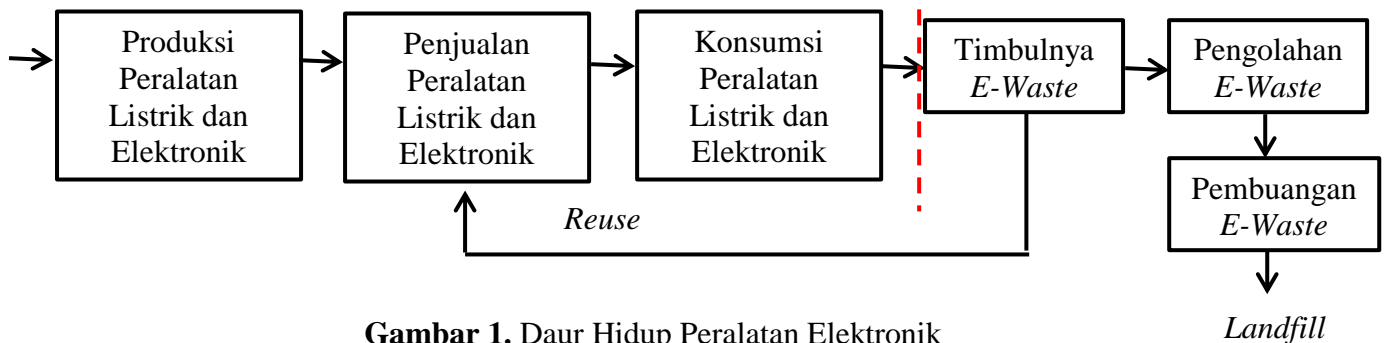 Produksi
Peralatan
Listrik dan
Elektronik
Penjualan
Peralatan
Listrik dan
Elektronik
Konsumsi
Peralatan
Listrik dan
Elektronik
Timbulnya
E-Waste
Pengolahan
E-Waste
Pembuangan
E-Waste
Reuse
Landfill
Gambar 1. Daur Hidup Peralatan Elektronik